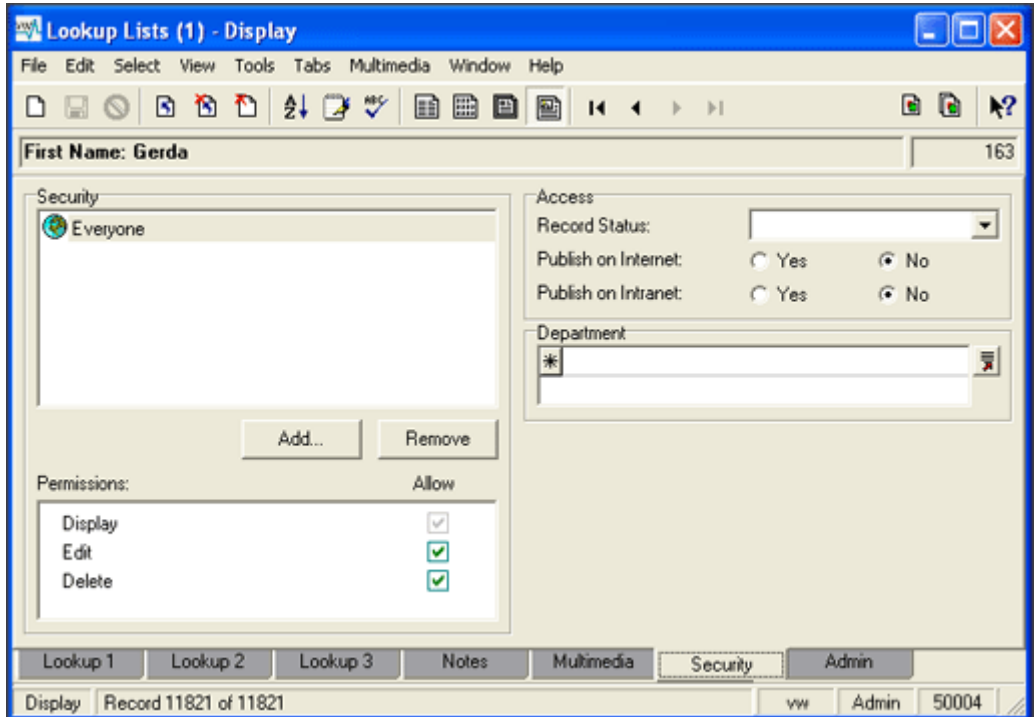 Lookup Lists (1) - Display
File Edit Select View Tools Tabs Multimedia Window Help
First Name: Gerda 163
Security
Everyone
Add... Remove
Permissions: Allow
Display
Edit
Delete
Access
Record Status:
Publish on Internet: Yes No
Publish on Intranet: Yes No
Department
Lookup 1 Lookup 2 Lookup 3 Notes Multimedia Security Admin
Display Record 11821 of 11821 vw Admin 50004